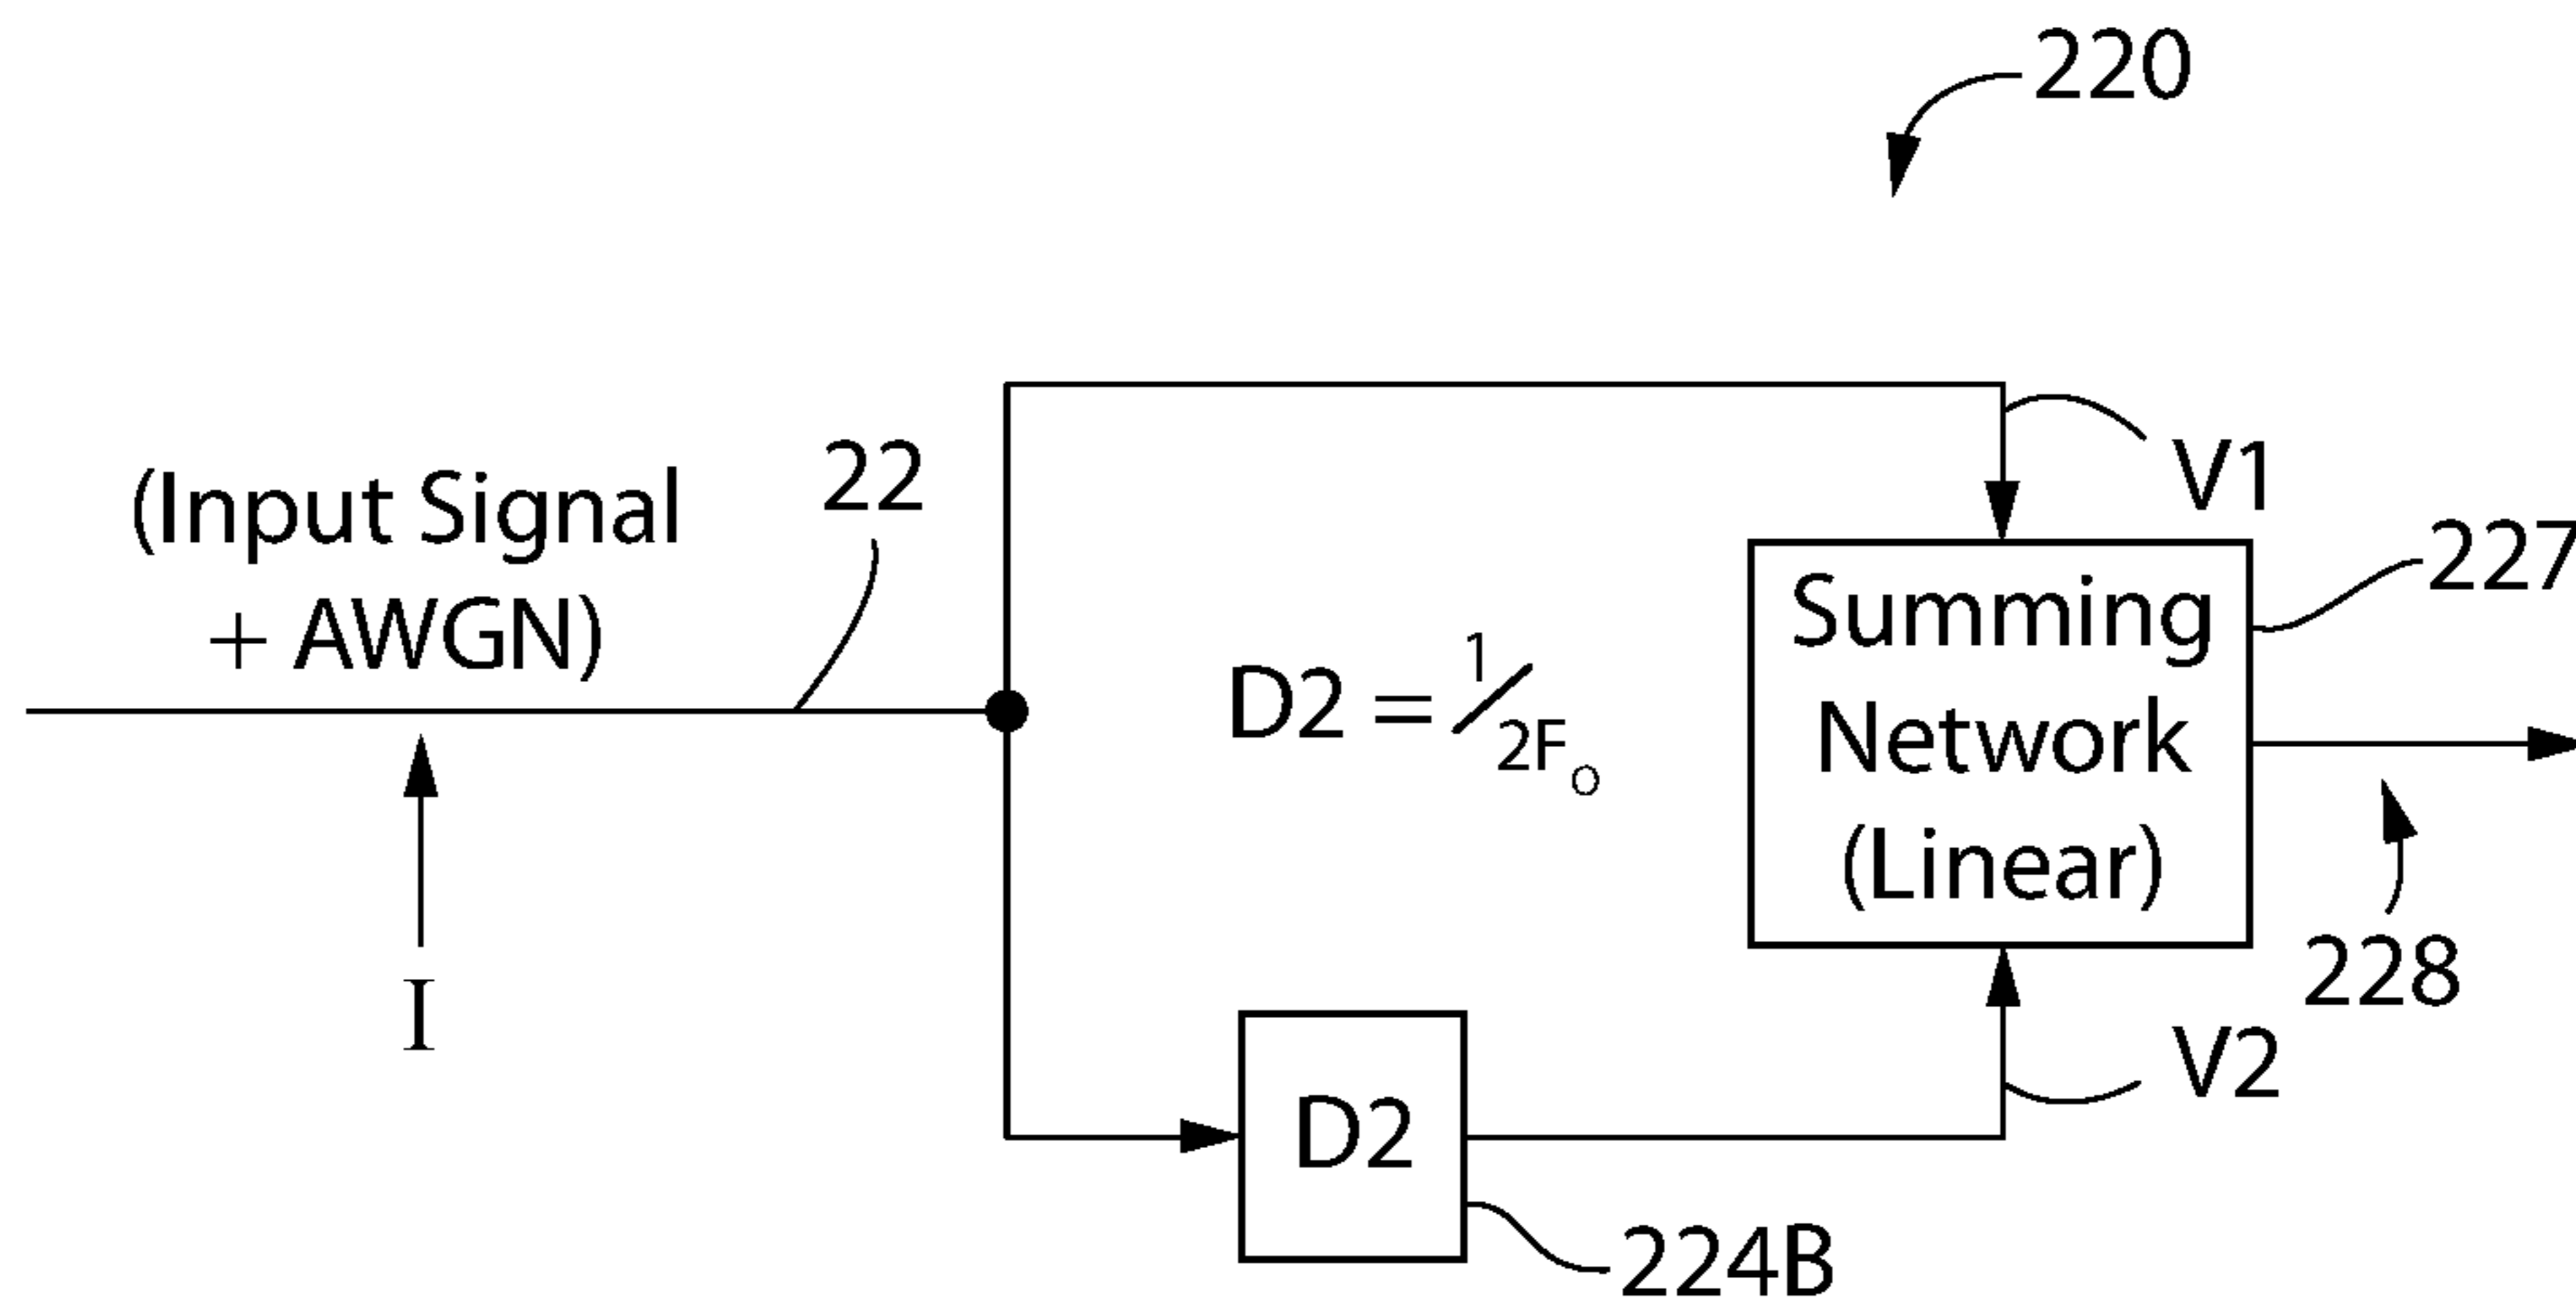 220
(Input Signal
+ AWGN)
22
V1
227
D2 = 1/2Fo
Summing
Network
(Linear)
228
I
V2
D2
224B